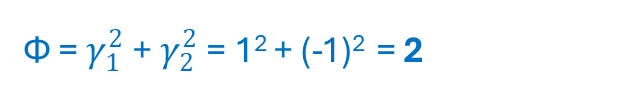 Φ = γ₁² + γ₂² = 1² + (-1)² = 2